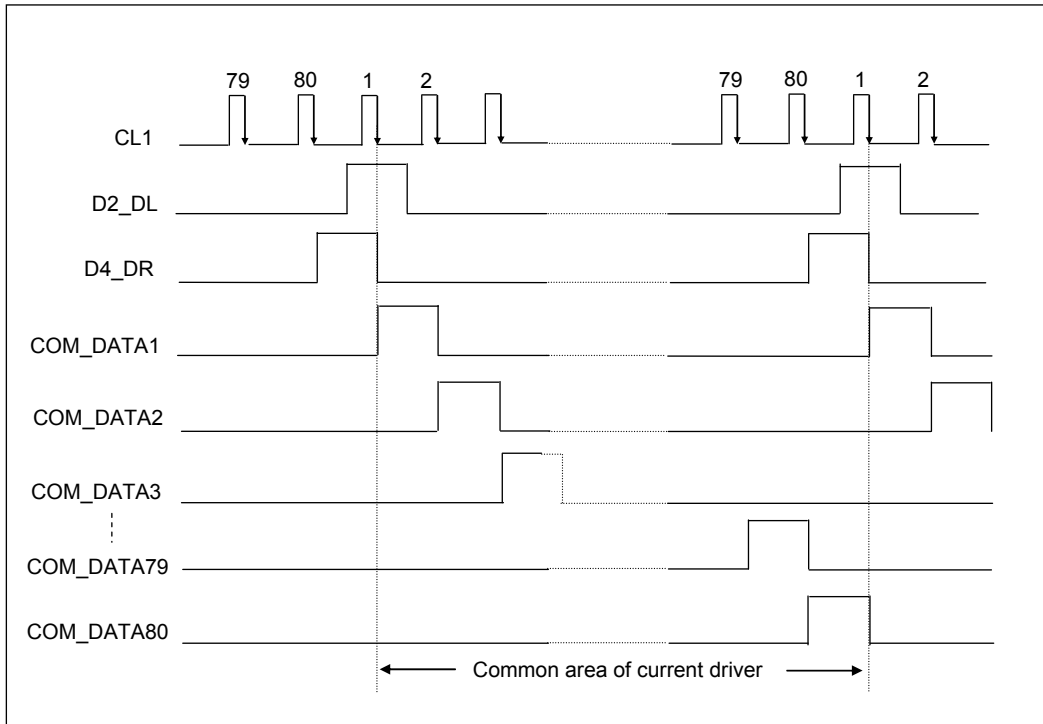 79 80 1 2 79 80 1 2
CL1
D2_DL
D4_DR
COM_DATA1
COM_DATA2
COM_DATA3
COM_DATA79
COM_DATA80
Common area of current driver